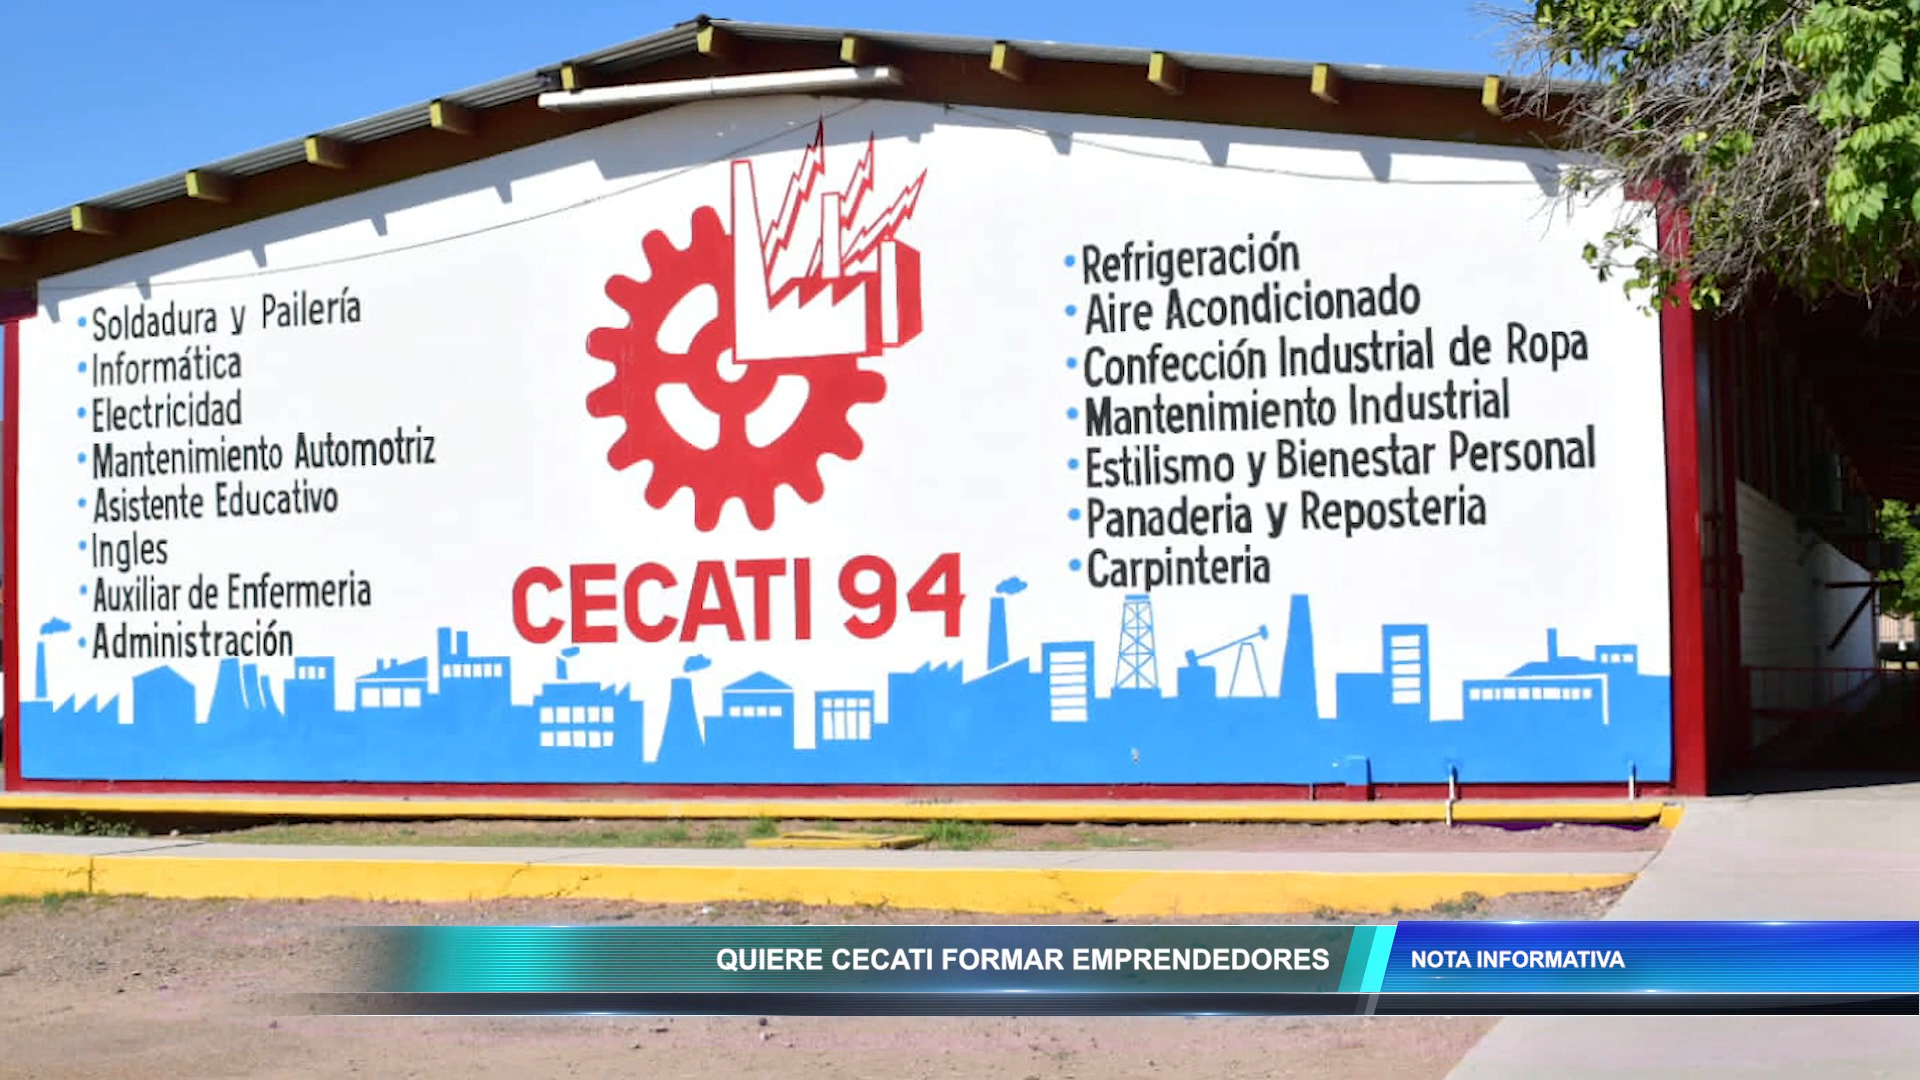 Soldadura y Pailería
Informática
Electricidad
Mantenimiento Automotriz
Asistente Educativo
Ingles
Auxiliar de Enfermeria
Administración
CECATI 94
Refrigeración
Aire Acondicionado
Confección Industrial de Ropa
Mantenimiento Industrial
Estilismo y Bienestar Personal
Panaderia y Reposteria
Carpinteria
QUIERE CECATI FORMAR EMPRENDEDORES
NOTA INFORMATIVA